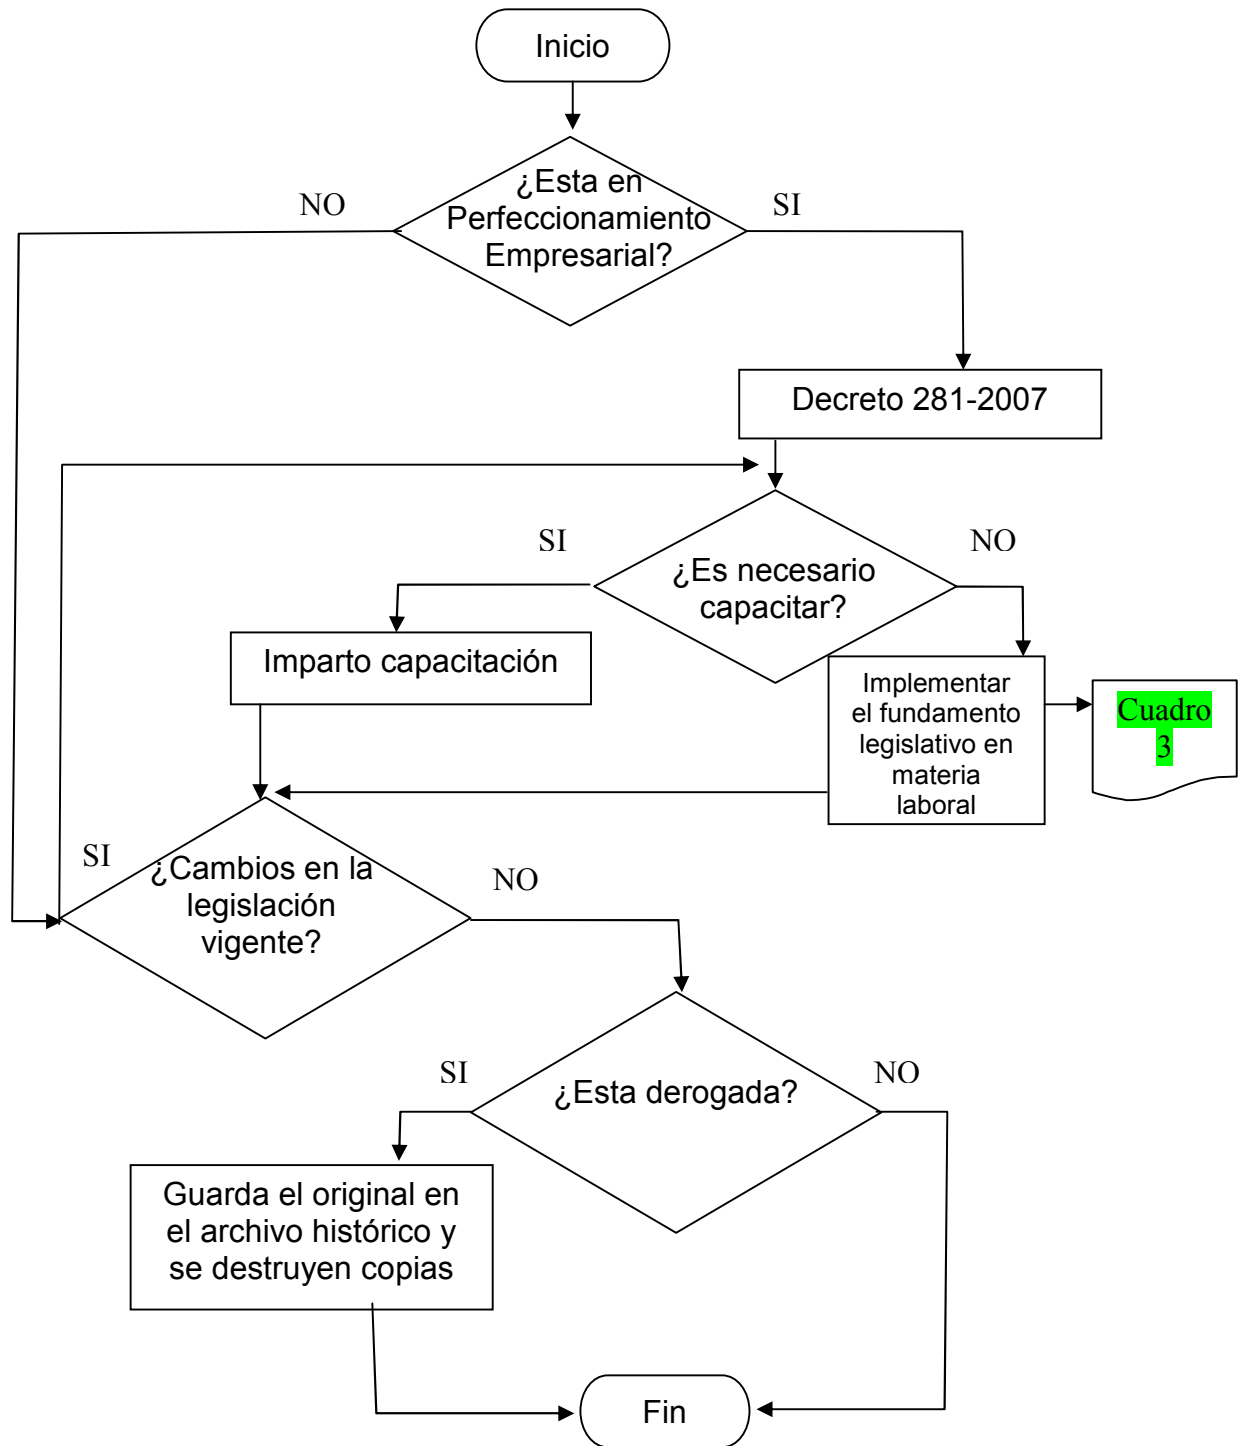 Inicio
¿Esta en
Perfeccionamiento
Empresarial?
NO
SI
Decreto 281-2007
SI
NO
¿Es necesario
capacitar?
Imparto capacitación
Implementar
el fundamento
legislativo en
materia
laboral
Cuadro
3
SI
¿Cambios en la
legislación
vigente?
NO
SI
¿Esta derogada?
NO
Guarda el original en
el archivo histórico y
se destruyen copias
Fin